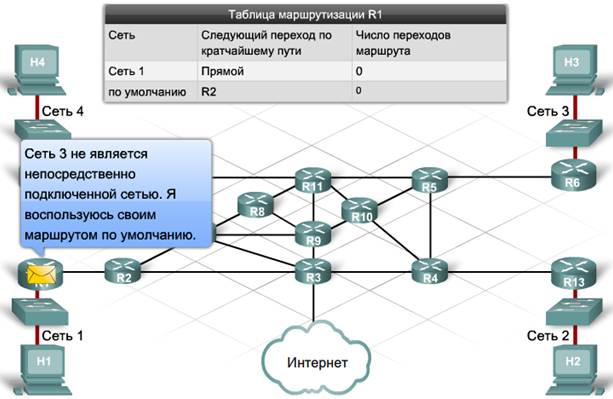 Таблица маршрутизации R1
Сеть Следующий переход по кратчайшему пути Число переходов маршрута
Сеть 1 Прямой 0
по умолчанию R2 0
H4
H3
Сеть 4
Сеть 3
Сеть 3 не является
непосредственно
подключенной сетью. Я
воспользуюсь своим
маршрутом по умолчанию.
R11
R5
R6
R8
R10
R9
R2
R3
R4
R13
Сеть 1
Сеть 2
Интернет
H1
H2